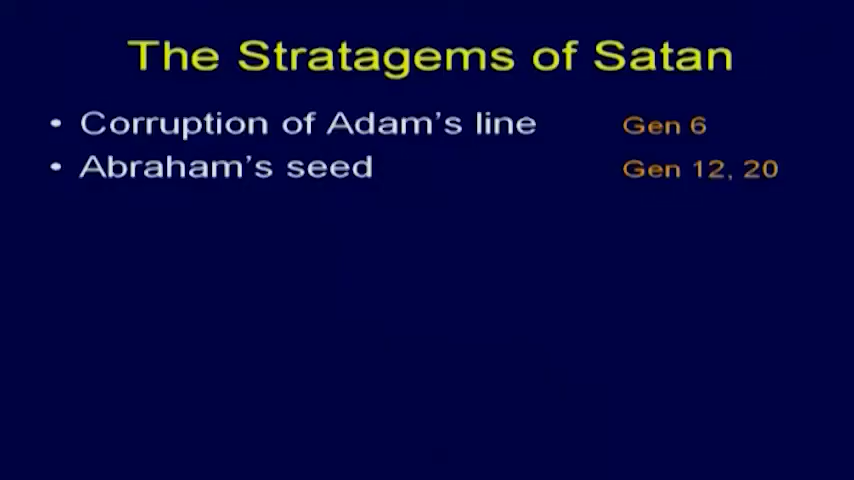 The Stratagems of Satan
• Corruption of Adam's line Gen 6
• Abraham's seed Gen 12, 20